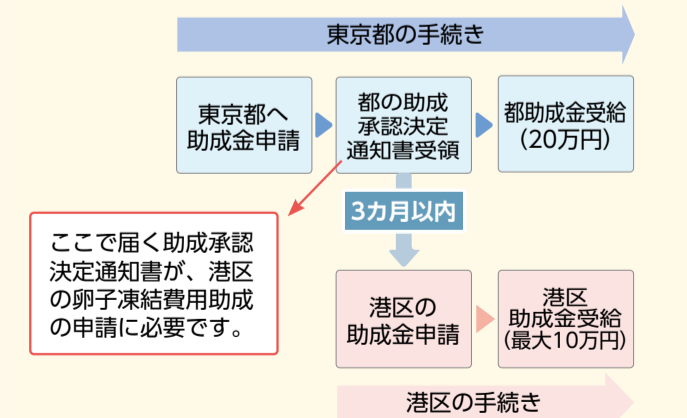 東京都の手続き
東京都へ
助成金申請
都の助成
承認決定
通知書受領
都助成金受給
(20万円)
3カ月以内
ここで届く助成承認
決定通知書が、港区
の卵子凍結費用助成
の申請に必要です。
港区の
助成金申請
港区
助成金受給
(最大10万円)
港区の手続き